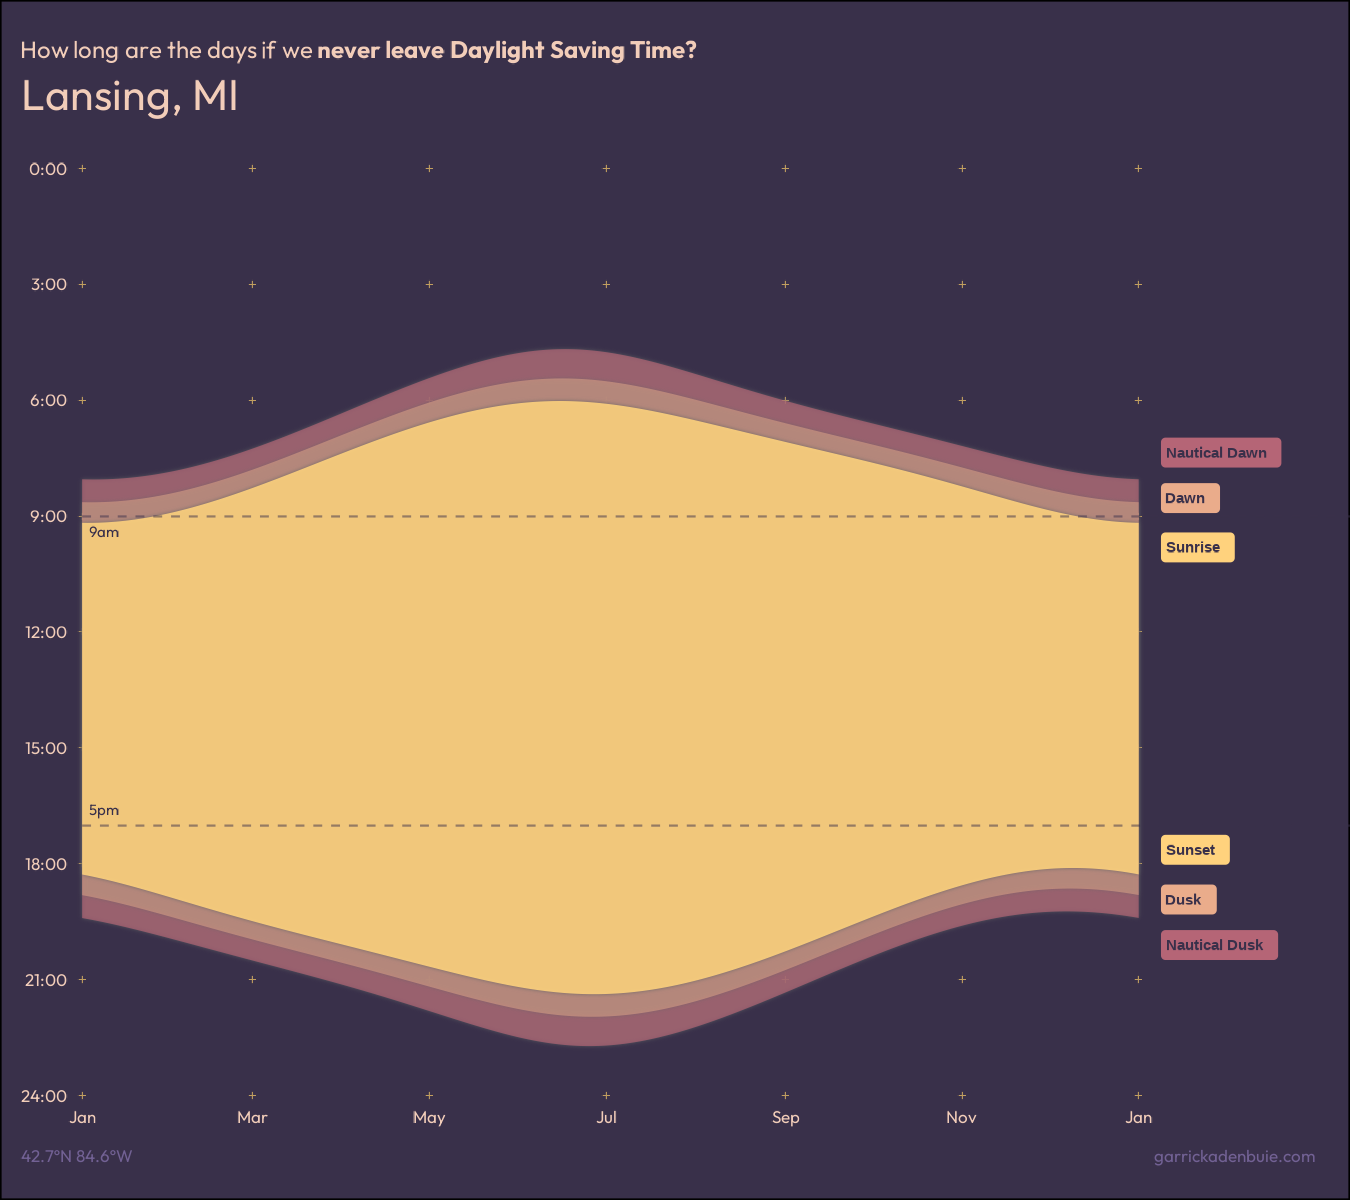 How long are the days if we never leave Daylight Saving Time?
Lansing, MI
0:00
3:00
6:00
Nautical Dawn
Dawn
9:00
9am
Sunrise
12:00
15:00
5pm
Sunset
18:00
Dusk
Nautical Dusk
21:00
24:00
Jan Mar May Jul Sep Nov Jan
42.7°N 84.6°W garrickadenbuie.com